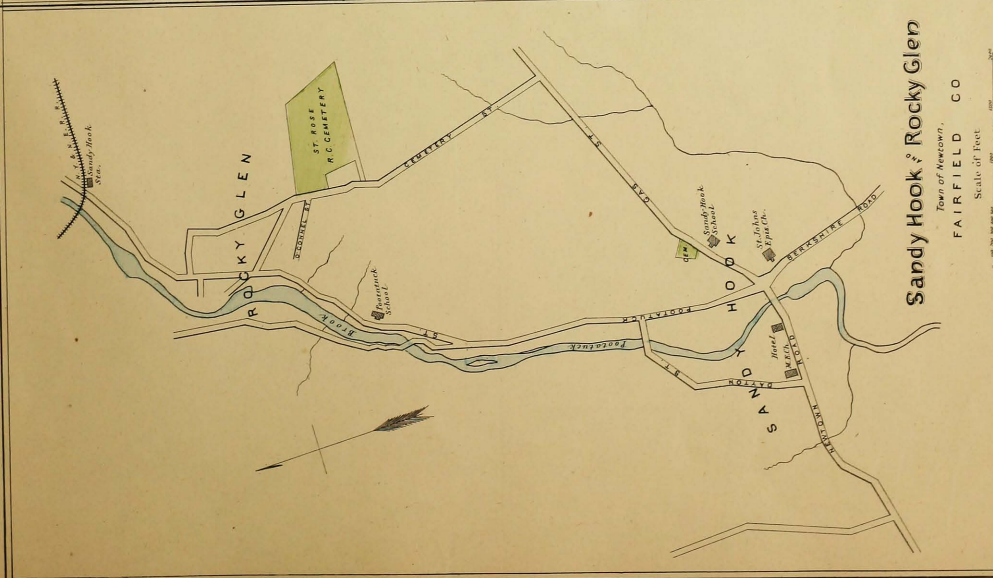 Sandy Hook AND Rocky Glen
Town of Newtown,
FAIRFIELD CO
Scale of Feet
N.Y. & N.E. R.R.
Sandy Hook
Sta.
ROCKY GLEN
ST. ROSE
R.C. CEMETERY
CEMETERY ST
O'CONNEL ST
Pootatuck
School
Brook
Pootatuck
POOTATUCK ST
GAS ST
Sandy Hook
School
CEM
St. Johns
Epis. Ch.
BERKSHIRE ROAD
SANDY HOOK
Hotel
M.E. Ch.
DAYTON ST
NEWTOWN ROAD